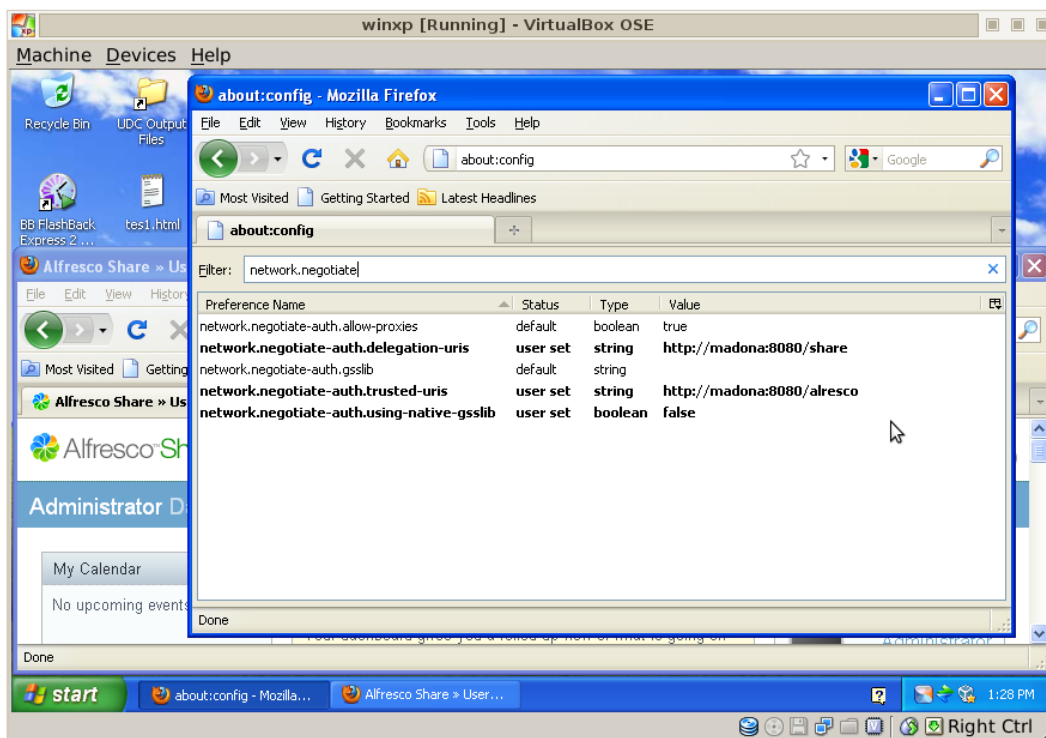 winxp [Running] - VirtualBox OSE
Machine Devices Help
Recycle Bin
UDC Output Files
BB FlashBack Express 2 ...
tes1.html
about:config - Mozilla Firefox
File Edit View History Bookmarks Tools Help
about:config
Google
Most Visited Getting Started Latest Headlines
about:config
Filter: network.negotiate
Preference Name Status Type Value
network.negotiate-auth.allow-proxies default boolean true
network.negotiate-auth.delegation-uris user set string http://madona:8080/share
network.negotiate-auth.gsslib default string
network.negotiate-auth.trusted-uris user set string http://madona:8080/alresco
network.negotiate-auth.using-native-gsslib user set boolean false
Done
Alfresco Share » Us
File Edit View History
Most Visited Getting
Alfresco Share » Us
Alfresco Sh
Administrator D
My Calendar
No upcoming events
Administrator
Done
start about:config - Mozilla... Alfresco Share » User... 1:28 PM
Right Ctrl